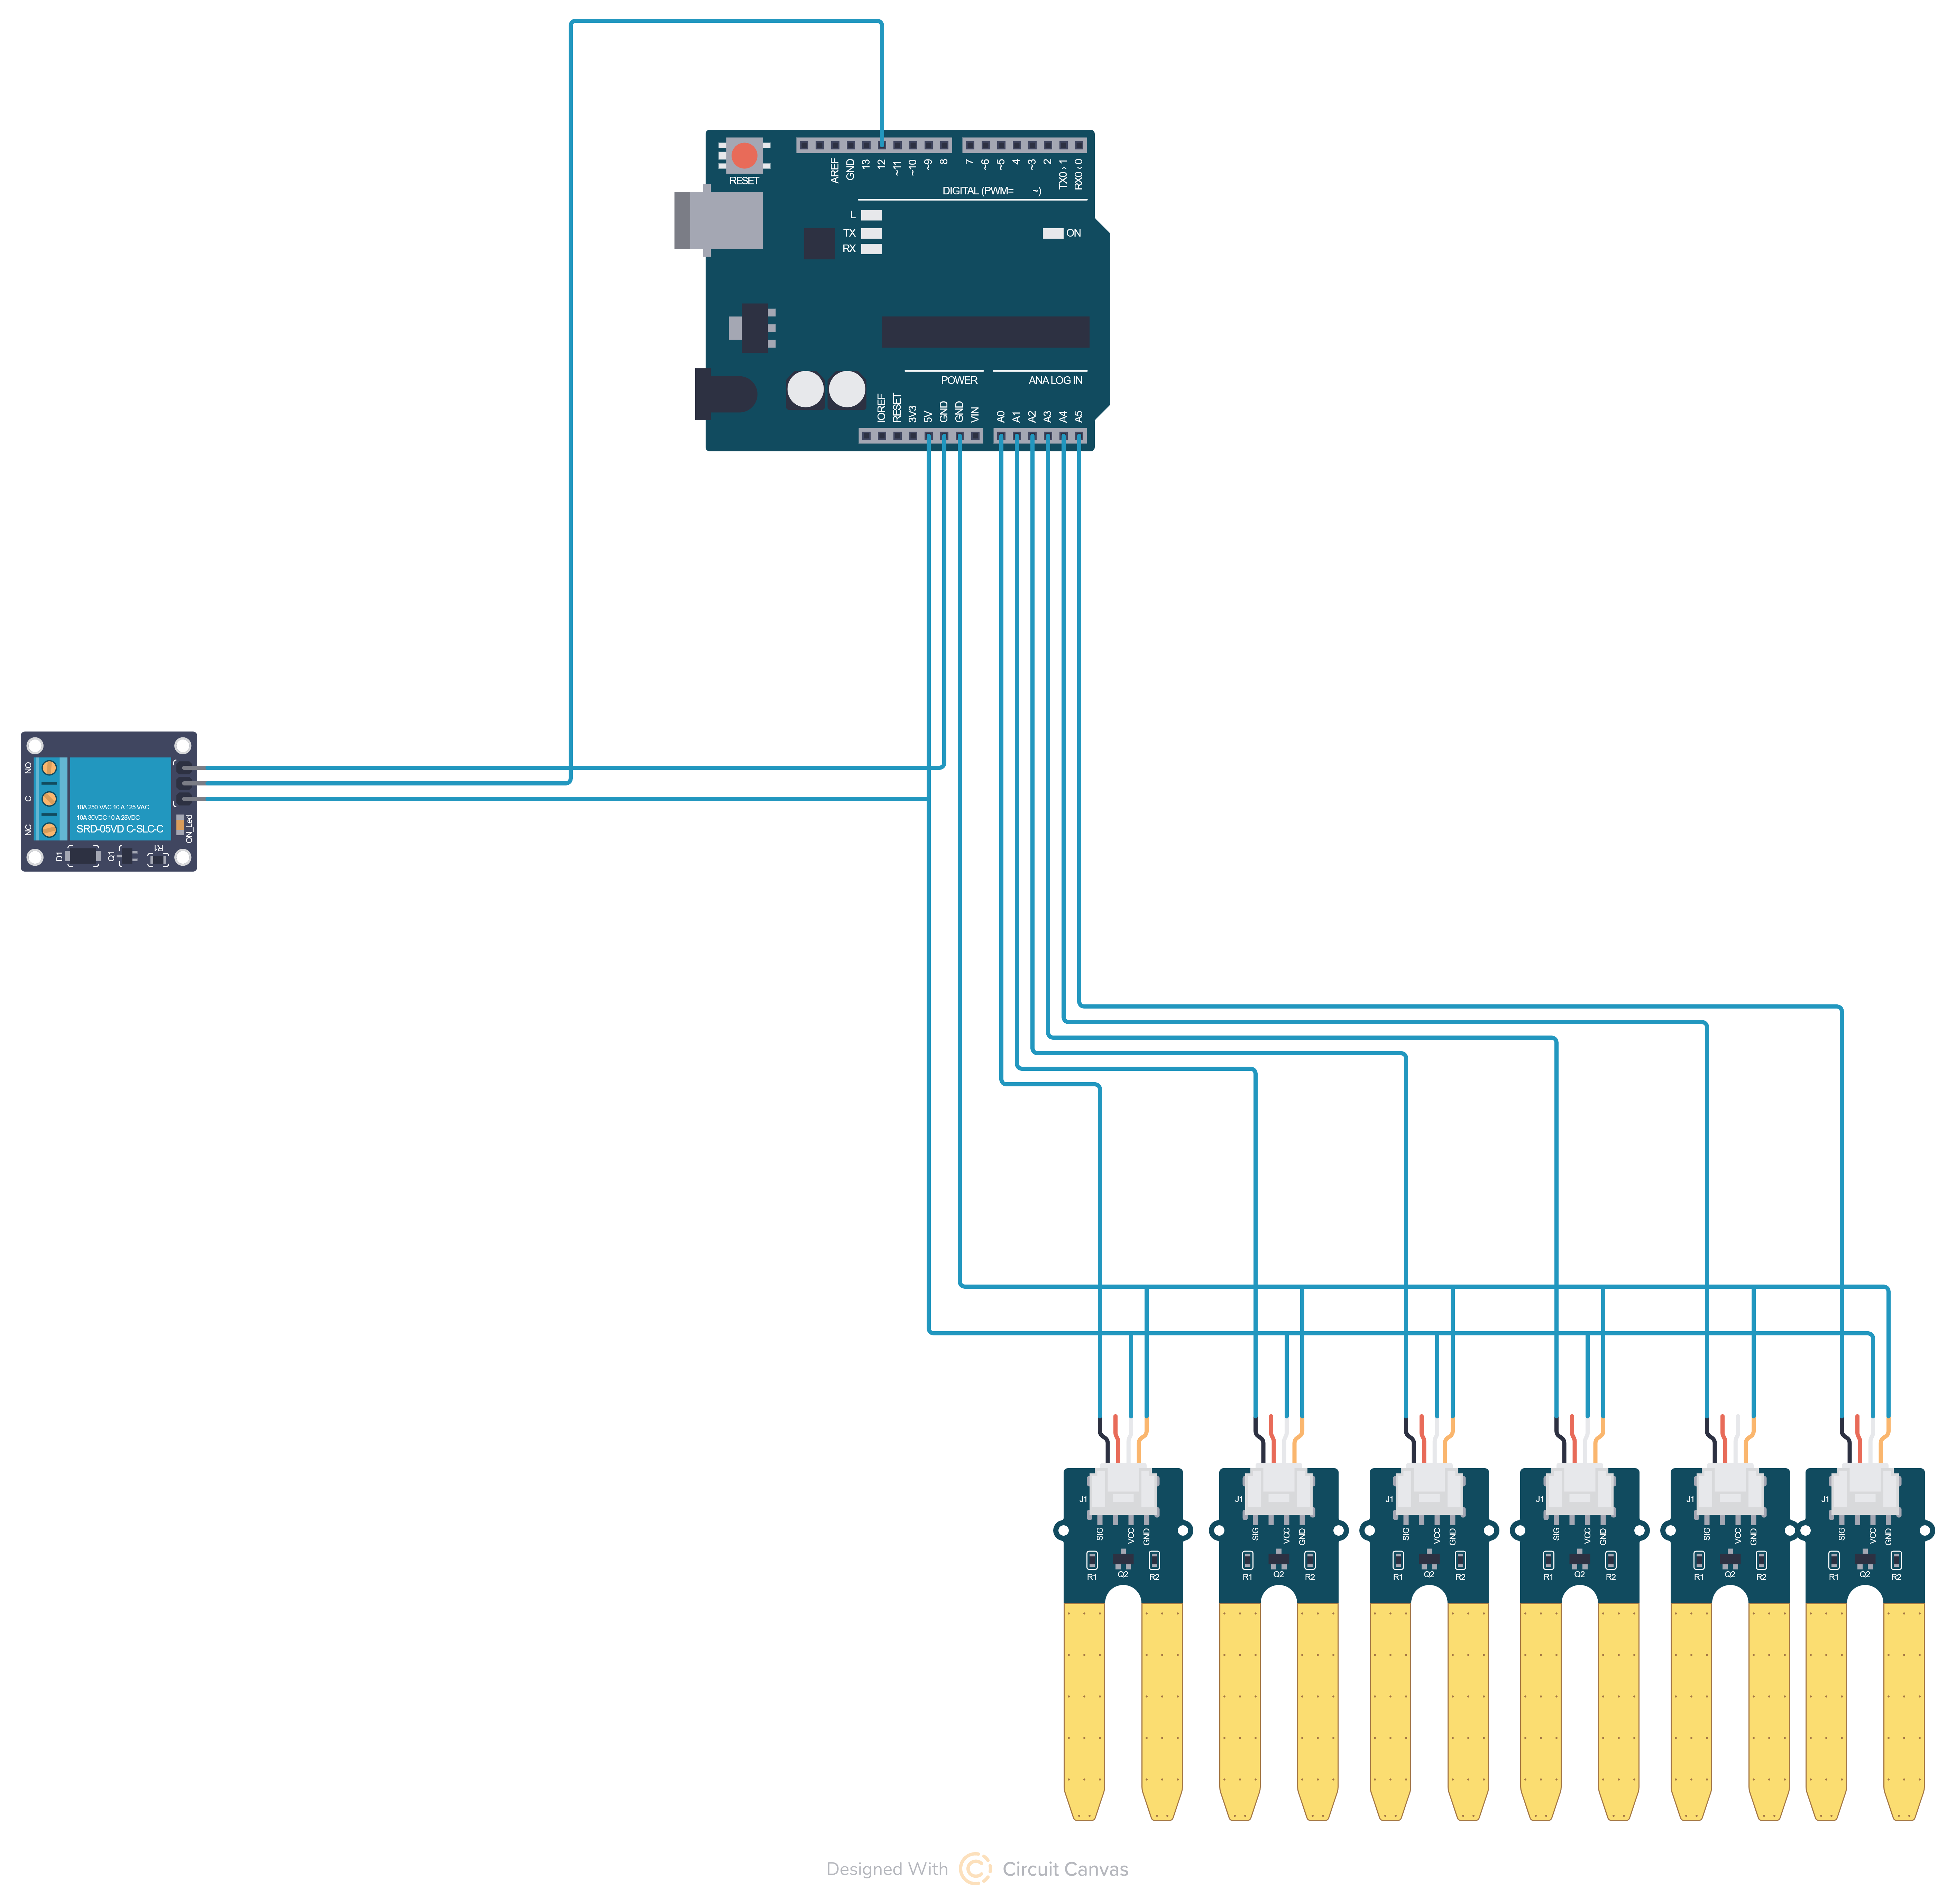 RESET
AREF
GND
13
12
~11
~10
~9
8
7
~6
~5
4
~3
2
TX0 › 1
RX0 ‹ 0
DIGITAL (PWM= ~)
L
TX
RX
ON
POWER
ANALOG IN
IOREF
RESET
3V3
5V
GND
GND
VIN
A0
A1
A2
A3
A4
A5
NO
C
NC
10A 250 VAC 10 A 125 VAC
10A 30VDC 10 A 28VDC
SRD-05VD C-SLC-C
ON_Led
D1
Q1
R1
J1
SIG
VCC
GND
R1
Q2
R2
J1
SIG
VCC
GND
R1
Q2
R2
J1
SIG
VCC
GND
R1
Q2
R2
J1
SIG
VCC
GND
R1
Q2
R2
J1
SIG
VCC
GND
R1
Q2
R2
J1
SIG
VCC
GND
R1
Q2
R2
Designed With Circuit Canvas